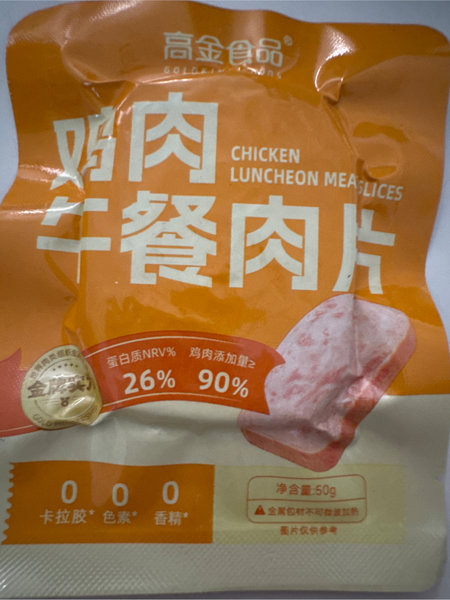 高金食品®
鸡肉
CHICKEN
LUNCHEON MEAT SLICES
午餐肉片
蛋白质NRV% 鸡肉添加量≥
26% 90%
0 0 0
卡拉胶* 色素* 香精*
净含量:50g
金属包材不可微波加热
图片仅供参考